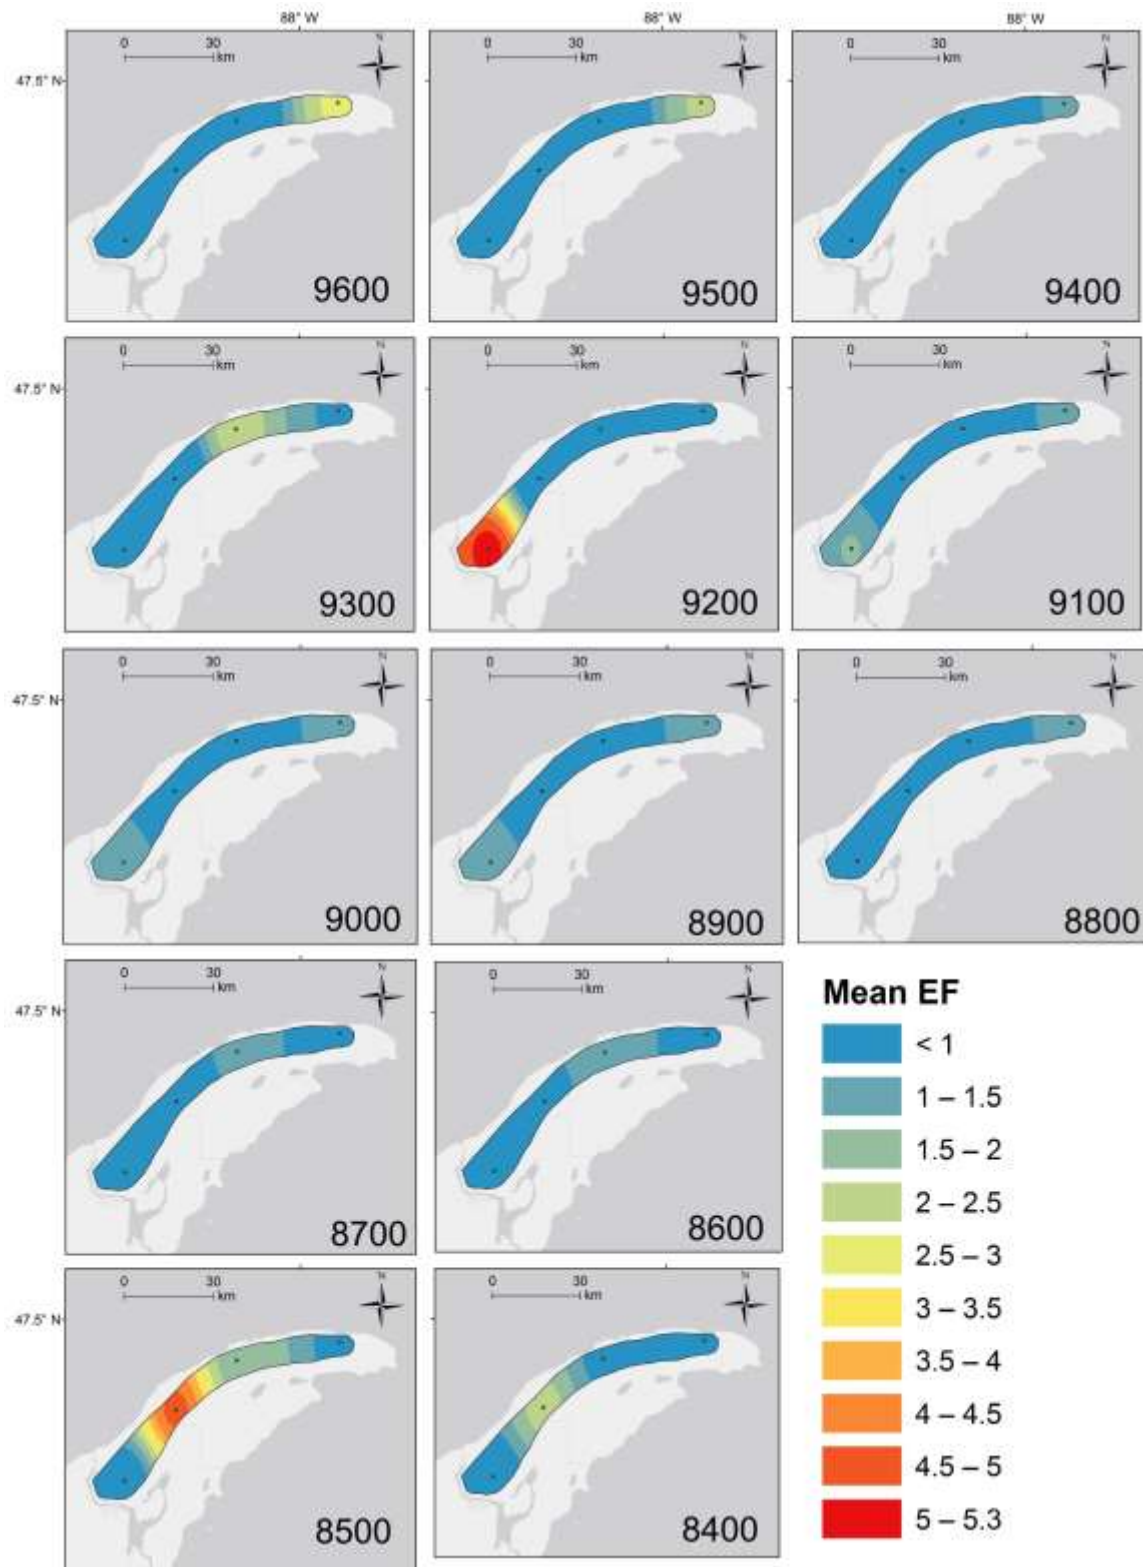 88° W 88° W 88° W
0 30 km N 0 30 km N 0 30 km N
47.5° N
9600 9500 9400
0 30 km N 0 30 km N 0 30 km N
47.5° N
9300 9200 9100
0 30 km N 0 30 km N 0 30 km N
47.5° N
9000 8900 8800
0 30 km N 0 30 km N
47.5° N
8700 8600
0 30 km N 0 30 km N
47.5° N
8500 8400
Mean EF
< 1
1 – 1.5
1.5 – 2
2 – 2.5
2.5 – 3
3 – 3.5
3.5 – 4
4 – 4.5
4.5 – 5
5 – 5.3